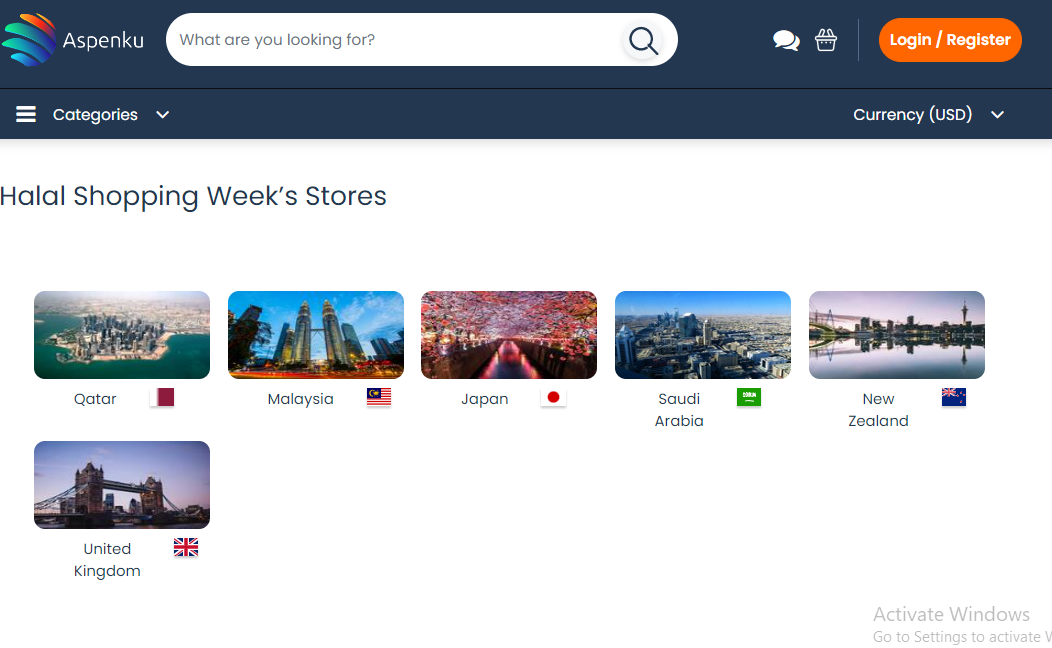 Aspenku
What are you looking for?
Login / Register
Categories
Currency (USD)
Halal Shopping Week’s Stores
Qatar
Malaysia
Japan
Saudi
Arabia
New
Zealand
United
Kingdom
Activate Windows
Go to Settings to activate W